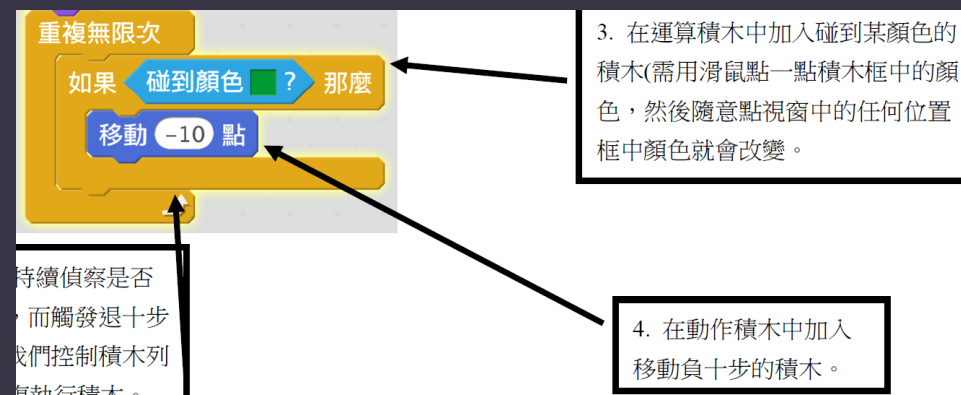 重複無限次
如果 碰到顏色 ? 那麼
移動 -10 點
3. 在運算積木中加入碰到某顏色的
積木(需用滑鼠點一點積木框中的顏
色，然後隨意點視窗中的任何位置
框中顏色就會改變。
持續偵察是否
，而觸發退十步
我們控制積木列
4. 在動作積木中加入
移動負十步的積木。